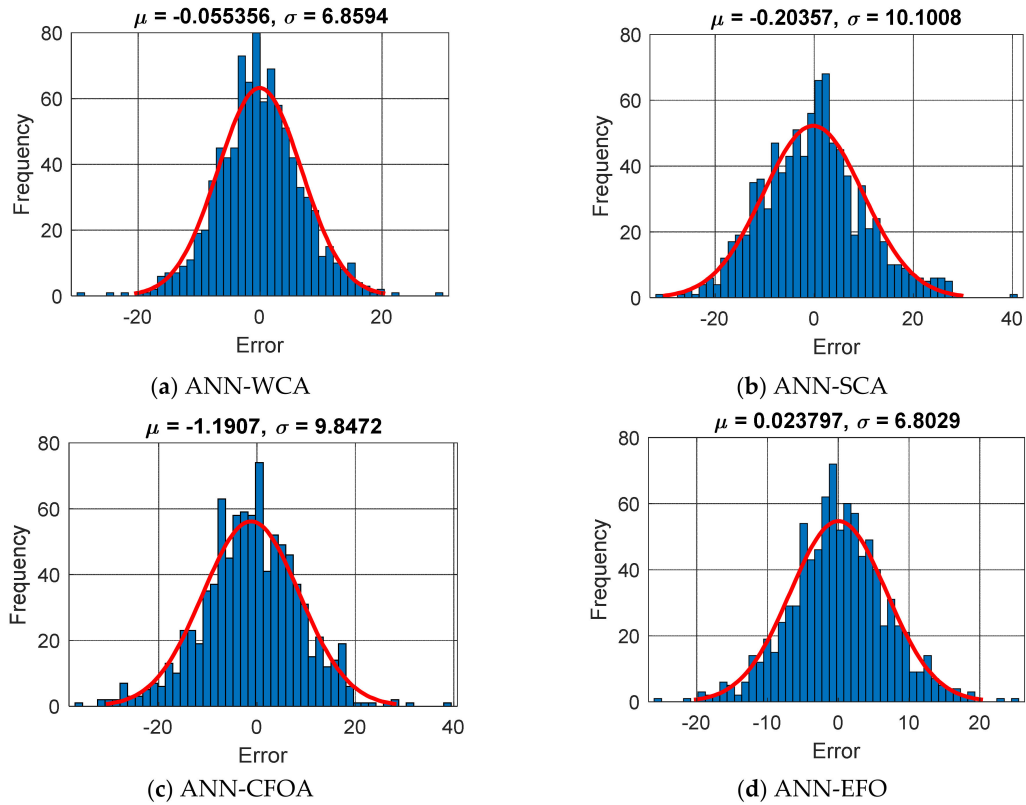 μ = -0.055356, σ = 6.8594
80
60
40
20
0
Frequency
-20
0
20
Error
(a) ANN-WCA
μ = -0.20357, σ = 10.1008
80
60
40
20
0
Frequency
-20
0
20
40
Error
(b) ANN-SCA
μ = -1.1907, σ = 9.8472
80
60
40
20
0
Frequency
-20
0
20
40
Error
(c) ANN-CFOA
μ = 0.023797, σ = 6.8029
80
60
40
20
0
Frequency
-20
-10
0
10
20
Error
(d) ANN-EFO